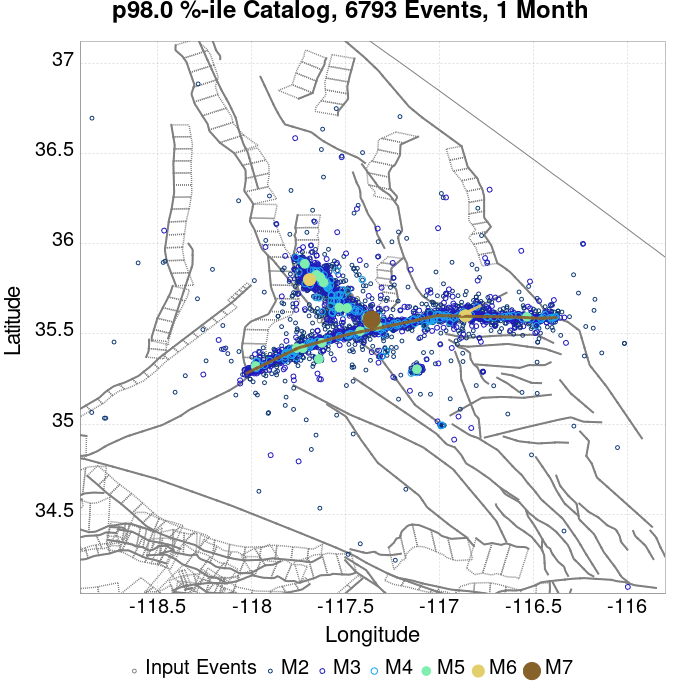 p98.0 %-ile Catalog, 6793 Events, 1 Month
37
36.5
36
35.5
35
34.5
Latitude
-118.5 -118 -117.5 -117 -116.5 -116
Longitude
Input Events M2 M3 M4 M5 M6 M7